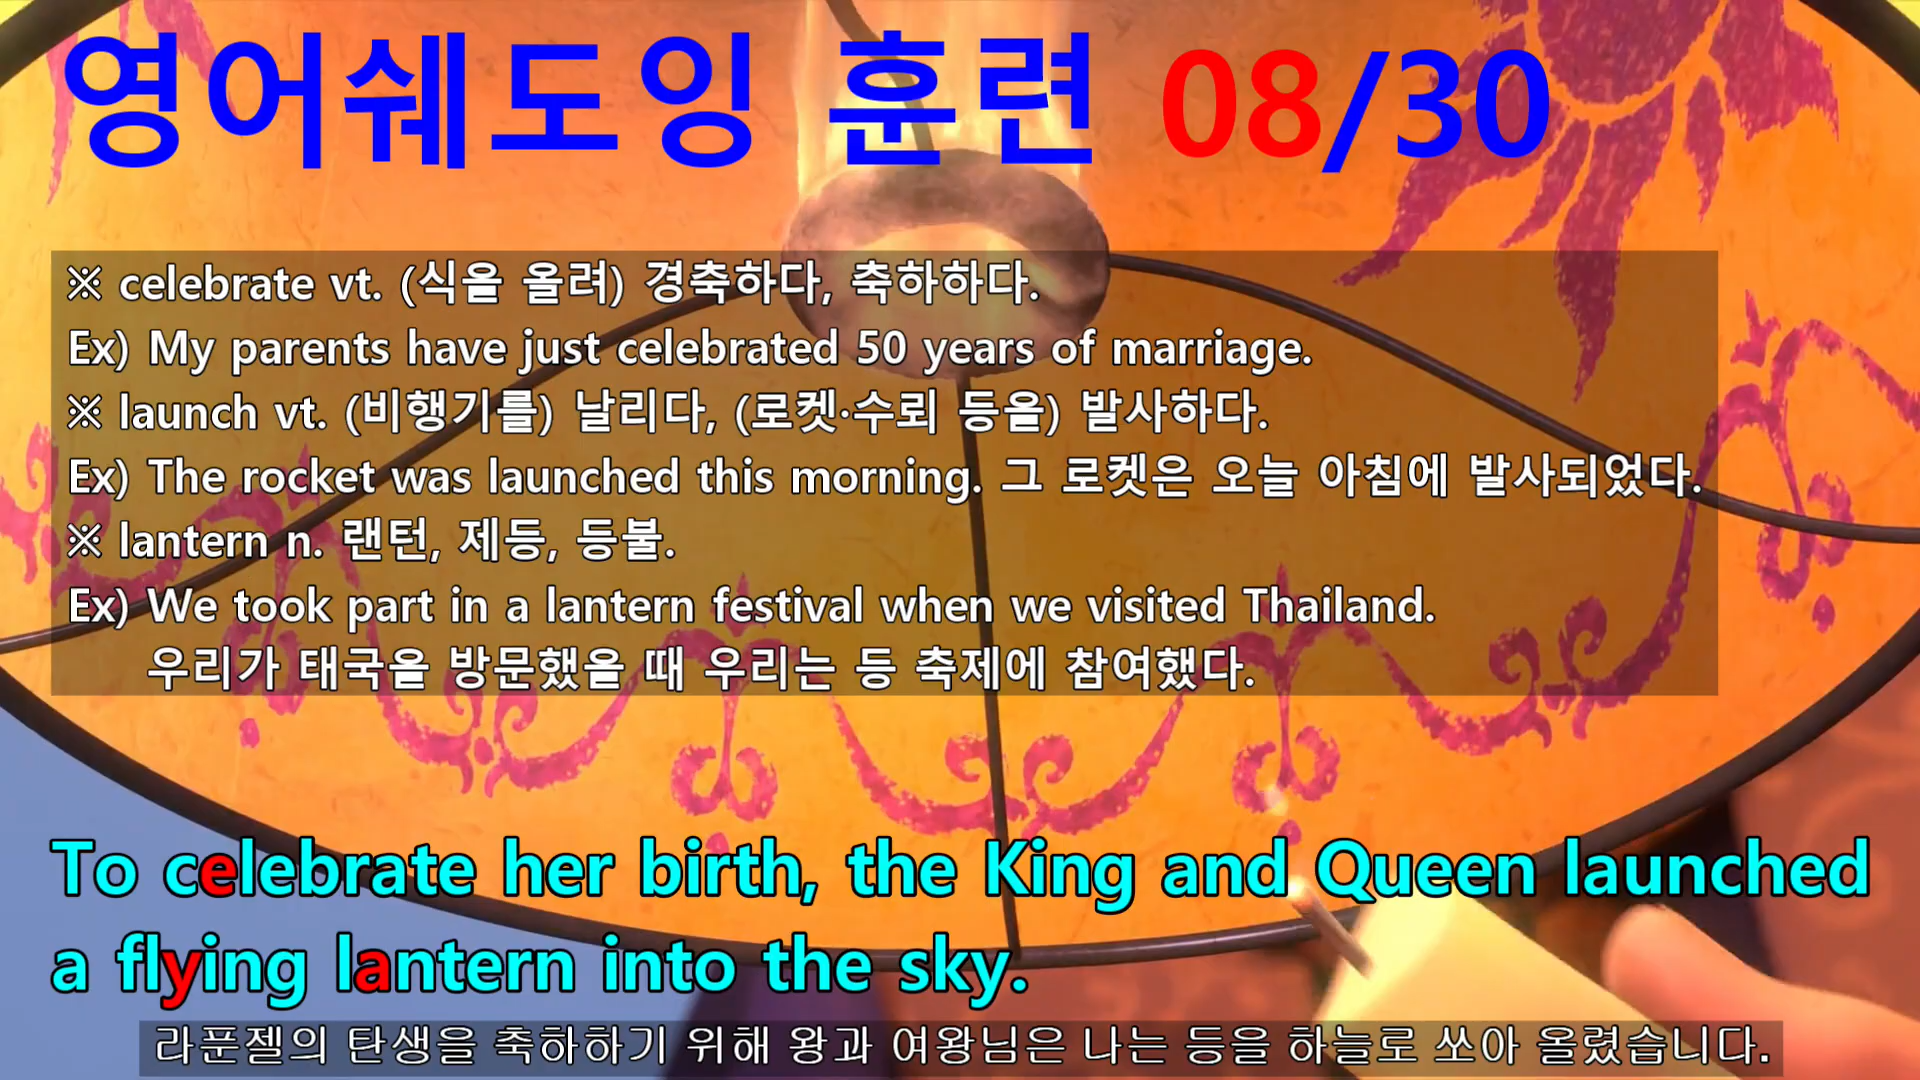 영어쉐도잉 훈련 08/30
※ celebrate vt. (식을 올려) 경축하다, 축하하다.
Ex) My parents have just celebrated 50 years of marriage.
※ launch vt. (비행기를) 날리다, (로켓·수뢰 등을) 발사하다.
Ex) The rocket was launched this morning. 그 로켓은 오늘 아침에 발사되었다.
※ lantern n. 랜턴, 제등, 등불.
Ex) We took part in a lantern festival when we visited Thailand.
우리가 태국을 방문했을 때 우리는 등 축제에 참여했다.
To celebrate her birth, the King and Queen launched
a flying lantern into the sky.
라푼젤의 탄생을 축하하기 위해 왕과 여왕님은 나는 등을 하늘로 쏘아 올렸습니다.